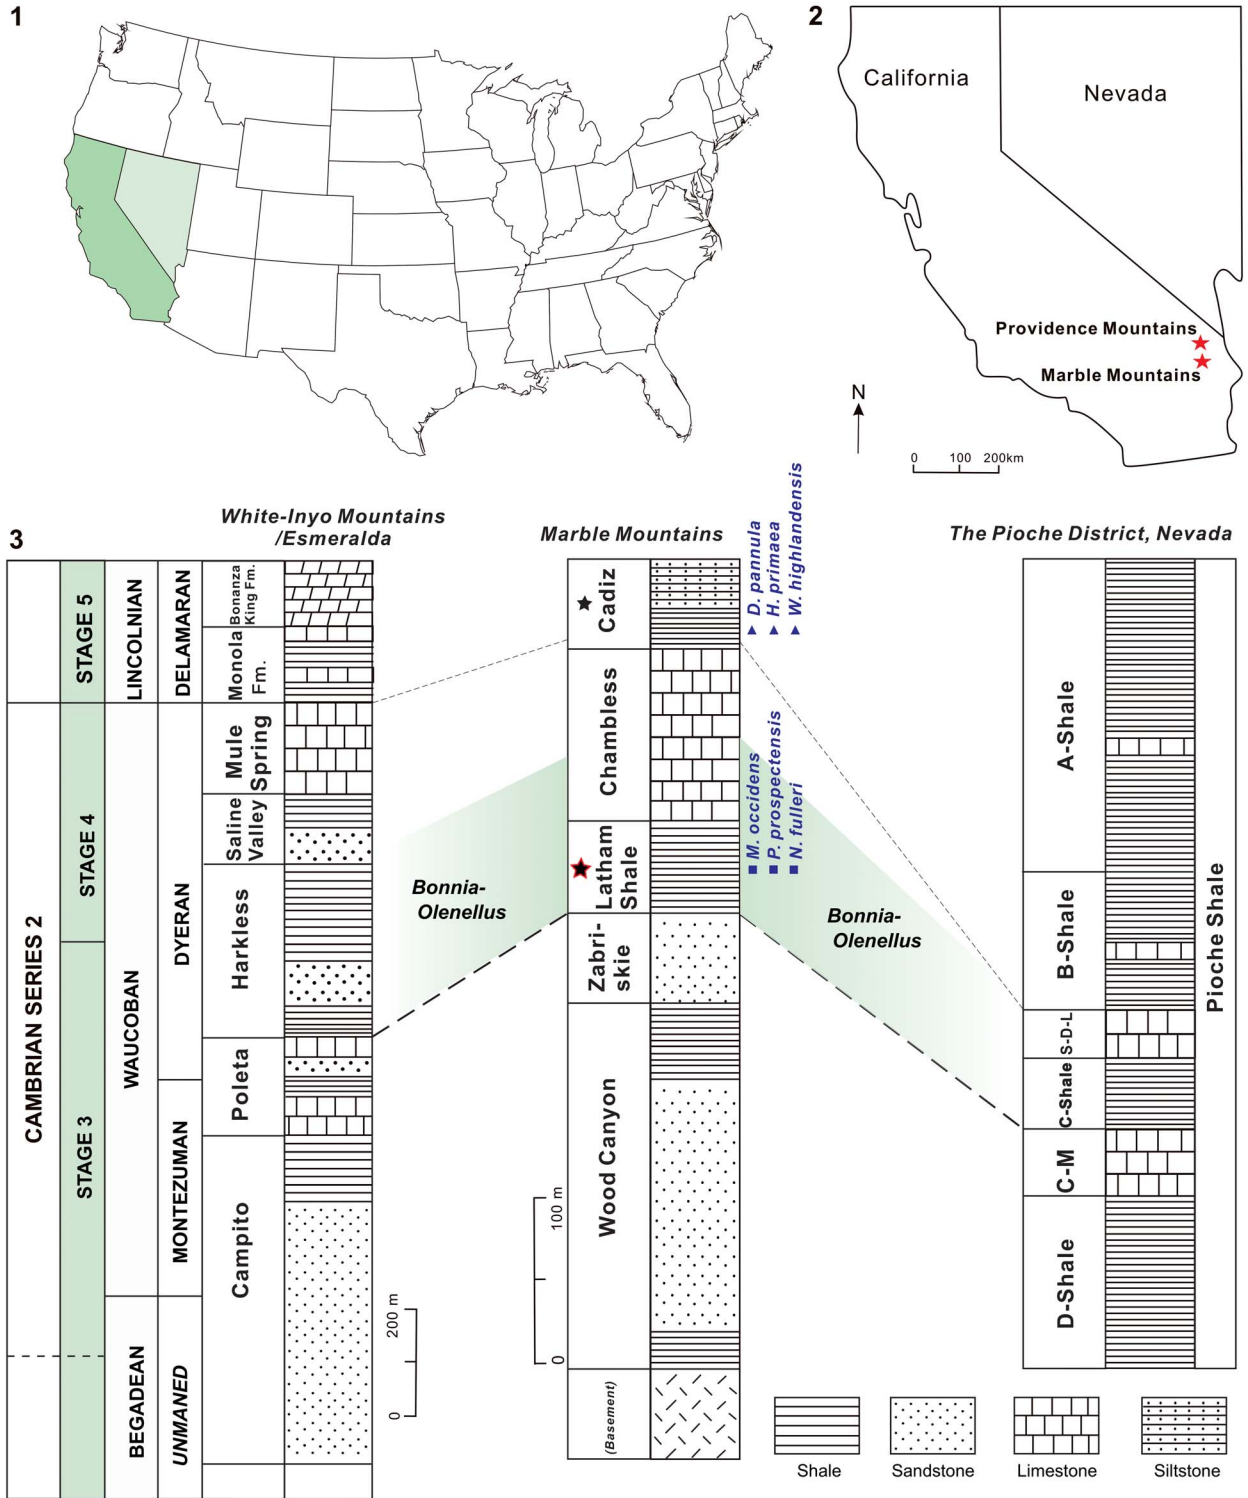 1
2
California
Nevada
Providence Mountains
Marble Mountains
N
0 100 200km
3
White-Inyo Mountains
/Esmeralda
Marble Mountains
The Pioche District, Nevada
CAMBRIAN SERIES 2
STAGE 5
STAGE 4
STAGE 3
LINCOLNIAN
WAUCOBAN
BEGADEAN
DELAMARAN
DYERAN
MONTEZUMAN
UNMANED
Bonanza
King Fm.
Monola
Fm.
Mule
Spring
Saline
Valley
Harkless
Poleta
Campito
200 m
0
Bonnia-
Olenellus
Cadiz
Chambless
Latham
Shale
Zabri-
skie
Wood Canyon
(Basement)
100 m
0
D. pannula
H. primaea
W. highlandensis
M. occidens
P. prospectensis
N. fulleri
Bonnia-
Olenellus
A-Shale
B-Shale
S-D-L
C-Shale
C-M
D-Shale
Pioche Shale
Shale
Sandstone
Limestone
Siltstone